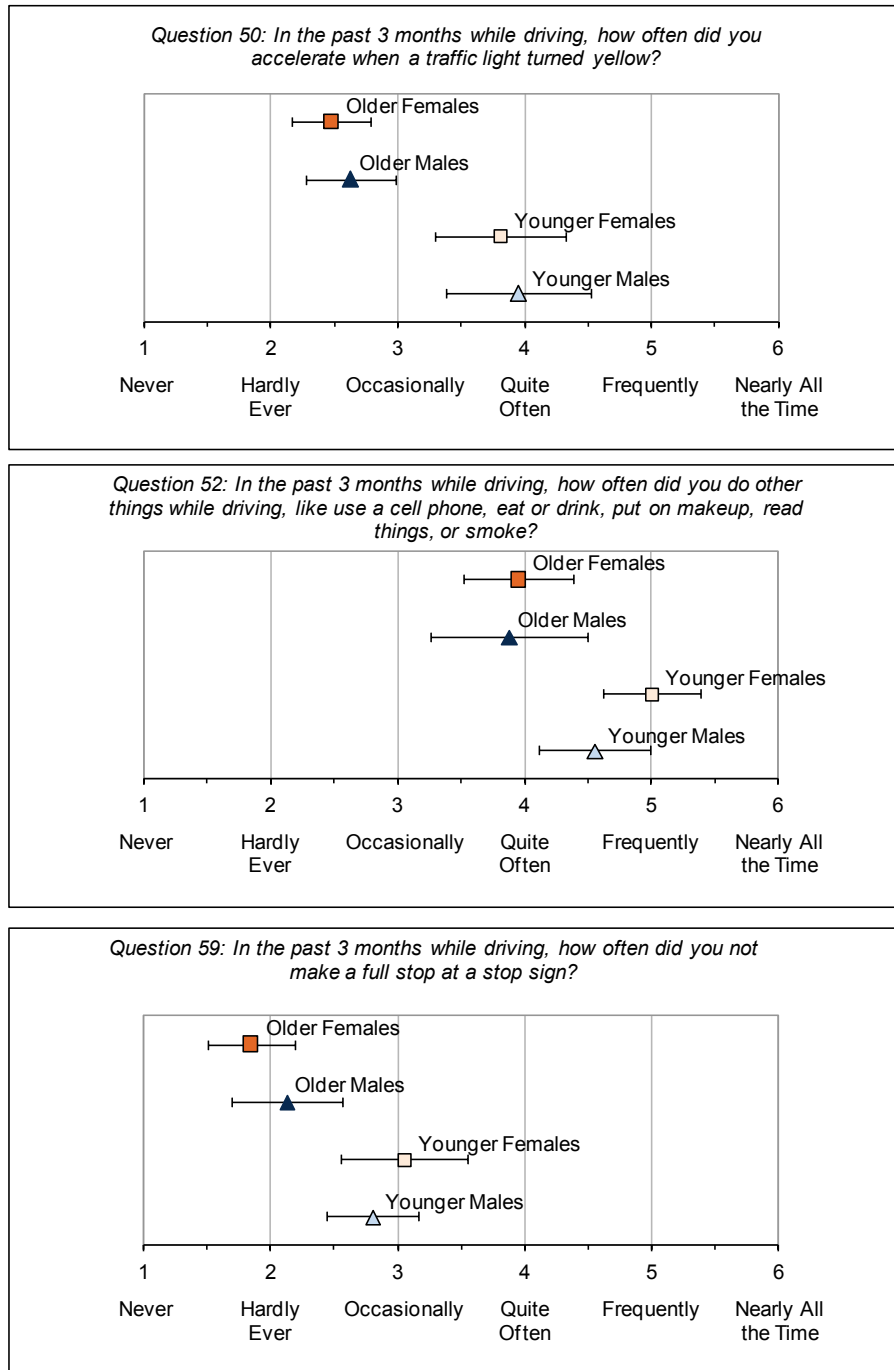 Question 50: In the past 3 months while driving, how often did you
accelerate when a traffic light turned yellow?
Older Females
Older Males
Younger Females
Younger Males
1 2 3 4 5 6
Never Hardly Occasionally Quite Frequently Nearly All
Ever Often the Time
Question 52: In the past 3 months while driving, how often did you do other
things while driving, like use a cell phone, eat or drink, put on makeup, read
things, or smoke?
Older Females
Older Males
Younger Females
Younger Males
1 2 3 4 5 6
Never Hardly Occasionally Quite Frequently Nearly All
Ever Often the Time
Question 59: In the past 3 months while driving, how often did you not
make a full stop at a stop sign?
Older Females
Older Males
Younger Females
Younger Males
1 2 3 4 5 6
Never Hardly Occasionally Quite Frequently Nearly All
Ever Often the Time